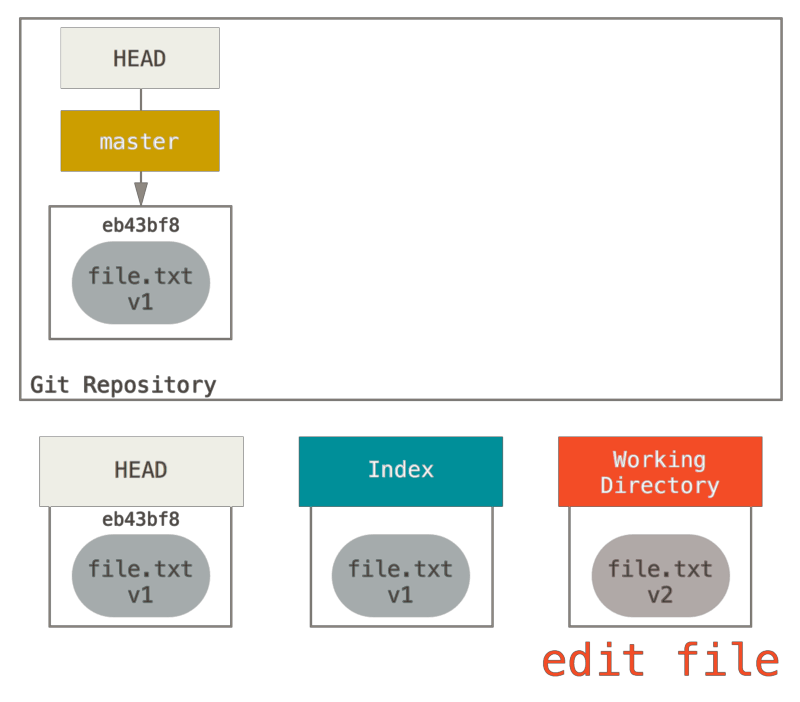 HEAD
master
eb43bf8
file.txt
v1
Git Repository
HEAD
eb43bf8
file.txt
v1
Index
file.txt
v1
Working
Directory
file.txt
v2
edit file